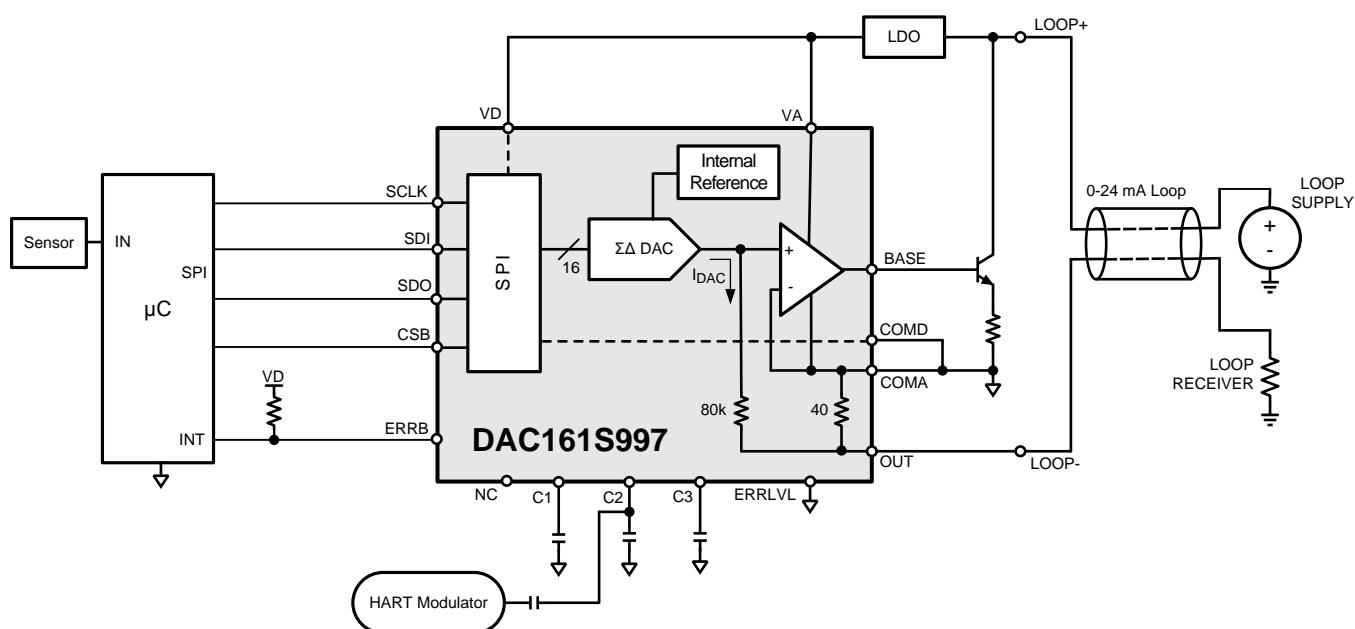 LDO
LOOP+
VD
VA
Internal
Reference
SCLK
0-24 mA Loop
LOOP
SUPPLY
Sensor
IN
SDI
SPI
ΣΔ DAC
+
-
BASE
+
-
SPI
16
I_DAC
µC
SDO
CSB
COMD
COMA
LOOP
RECEIVER
VD
80k
40
INT
ERRB
DAC161S997
OUT
LOOP-
NC
C1
C2
C3
ERRLVL
HART Modulator